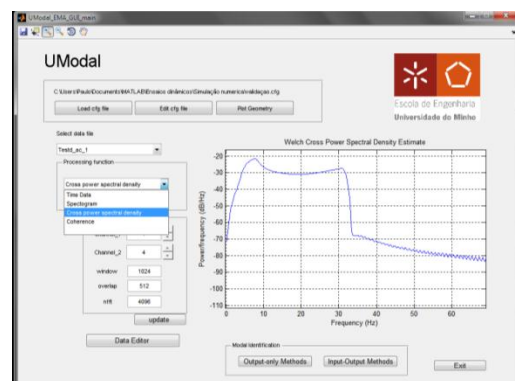 UModal_EMA_GUI_main
UModal
C:\Users\Paulo\Documents\MATLAB\Ensaios dinâmicos\Simulação numerica\validaçao.cfg
Load cfg file
Edit cfg file
Plot Geometry
Escola de Engenharia
Universidade do Minho
Select data file
Testd_ac_1
Processing function
Cross power spectral density
Time Date
Spectogram
Cross power spectral density
Coherence
Channel_2
4
window
1024
overlap
512
nfft
4096
update
Data Editor
Welch Cross Power Spectral Density Estimate
Power/frequency (dB/Hz)
-20
-30
-40
-50
-60
-70
-80
-90
-100
-110
0 10 20 30 40 50 60
Frequency (Hz)
Modal Identification
Output-only Methods
Input-Output Methods
Exit